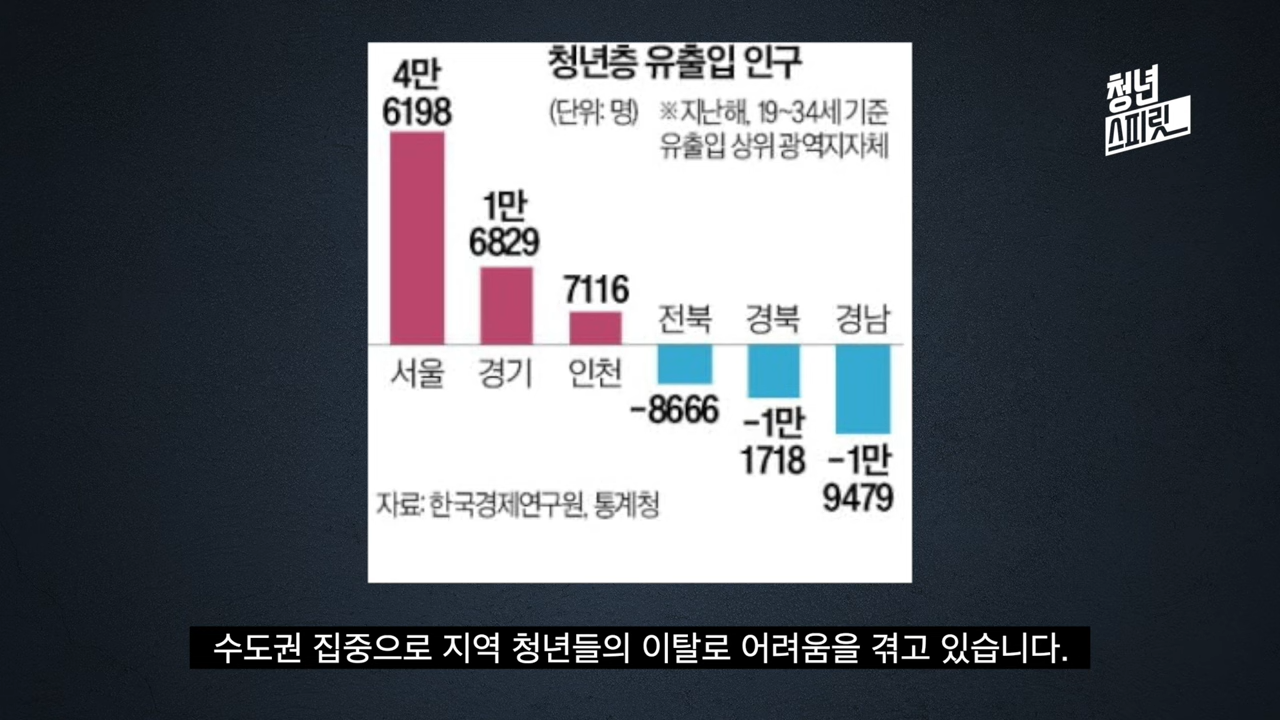 청년층 유출입 인구
(단위: 명) ※지난해, 19~34세 기준
유출입 상위 광역지자체
청년
스피릿
4만
6198
1만
6829
7116
전북 경북 경남
서울 경기 인천
-8666
-1만
1718
-1만
9479
자료: 한국경제연구원, 통계청
수도권 집중으로 지역 청년들의 이탈로 어려움을 겪고 있습니다.